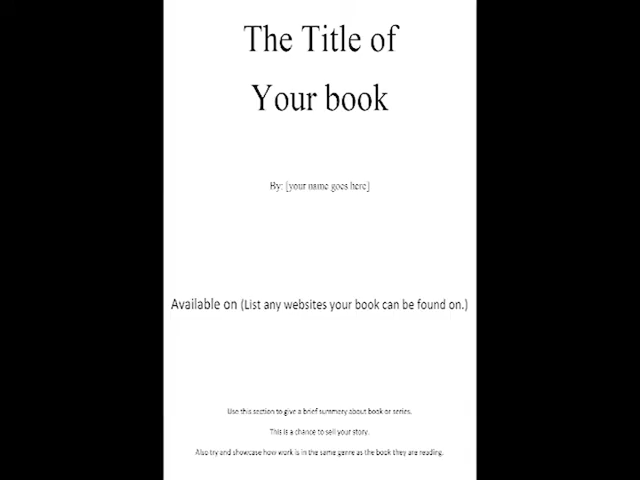 The Title of
Your book
By: [your name goes here]
Available on (List any websites your book can be found on.)
Use this section to give a brief summery about book or series.
This is a chance to sell your story.
Also try and showcase how work is in the same genre as the book they are reading.